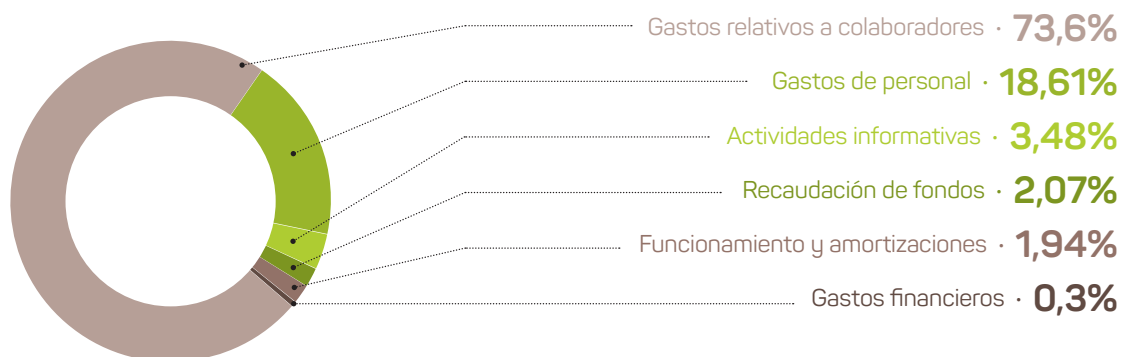 Gastos relativos a colaboradores · 73,6%
Gastos de personal · 18,61%
Actividades informativas · 3,48%
Recaudación de fondos · 2,07%
Funcionamiento y amortizaciones · 1,94%
Gastos financieros · 0,3%